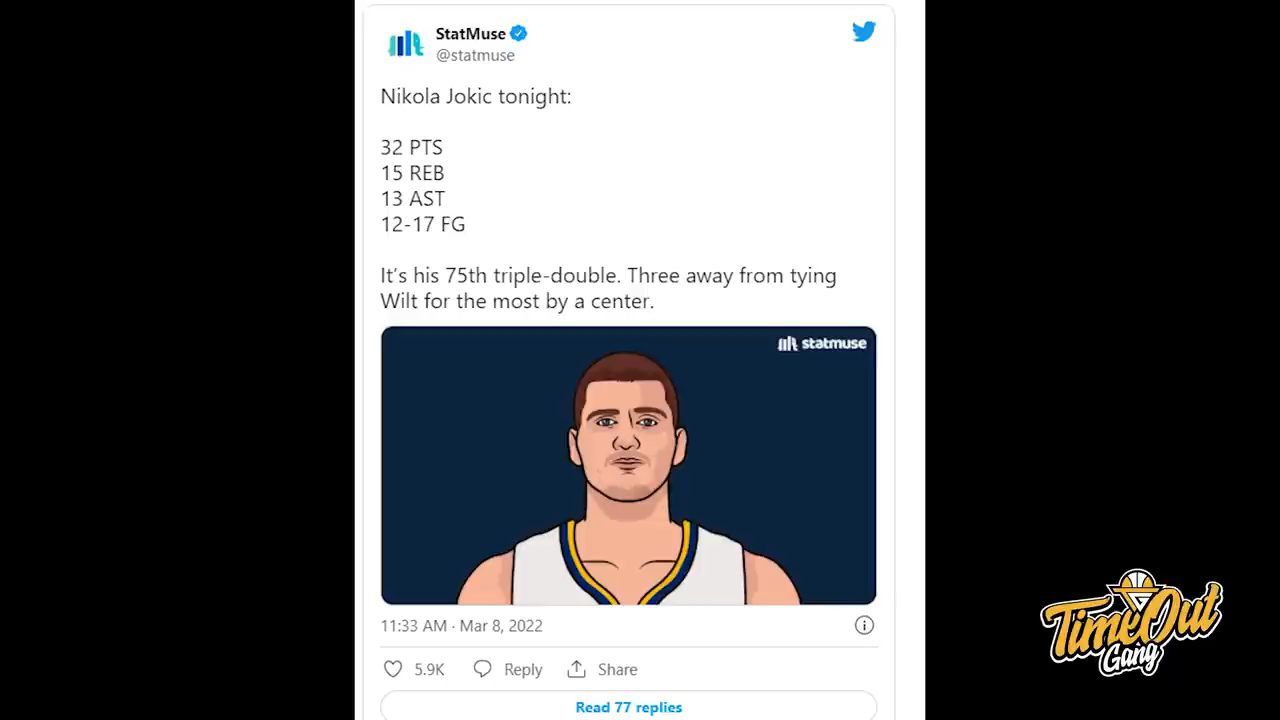 StatMuse
@statmuse
Nikola Jokic tonight:
32 PTS
15 REB
13 AST
12-17 FG
It's his 75th triple-double. Three away from tying
Wilt for the most by a center.
statmuse
11:33 AM · Mar 8, 2022
5.9K Reply Share
Read 77 replies
TimeOut
Gang